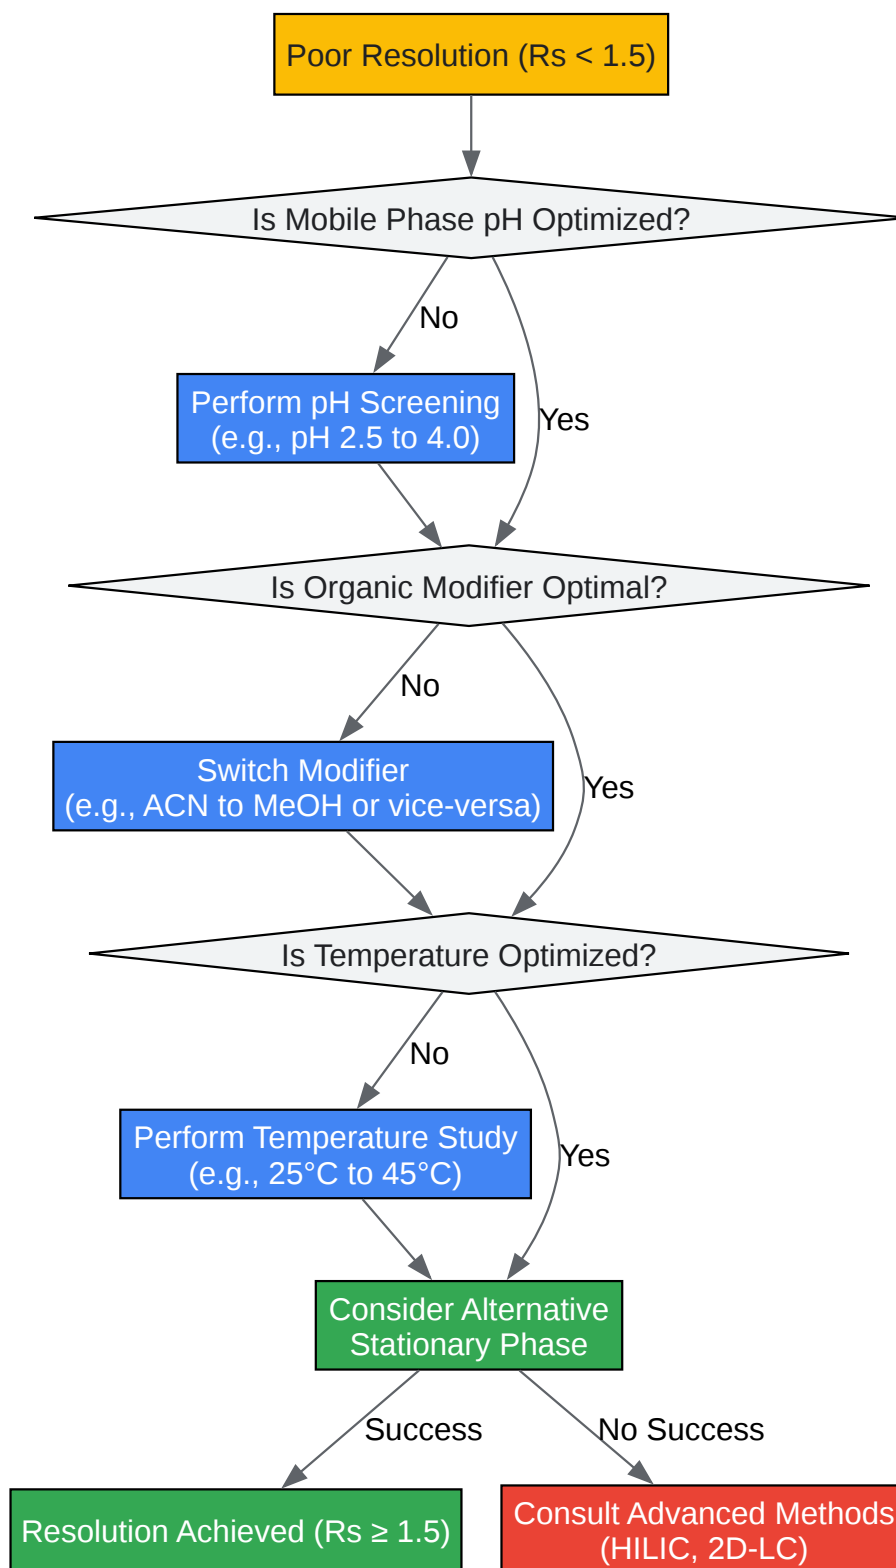 Poor Resolution (Rs < 1.5)
Is Mobile Phase pH Optimized?
No
Perform pH Screening
(e.g., pH 2.5 to 4.0)
Yes
Is Organic Modifier Optimal?
No
Switch Modifier
(e.g., ACN to MeOH or vice-versa)
Yes
Is Temperature Optimized?
No
Perform Temperature Study
(e.g., 25°C to 45°C)
Yes
Consider Alternative
Stationary Phase
Success
No Success
Resolution Achieved (Rs ≥ 1.5)
Consult Advanced Methods
(HILIC, 2D-LC)